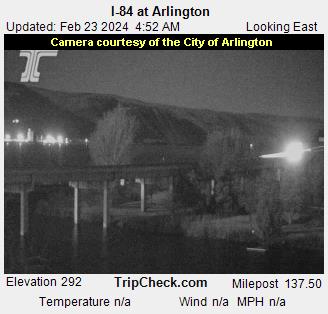 I-84 at Arlington
Updated: Feb 23 2024 4:52 AM Looking East
Camera courtesy of the City of Arlington
Elevation 292 TripCheck.com Milepost 137.50
Temperature n/a Wind n/a MPH n/a